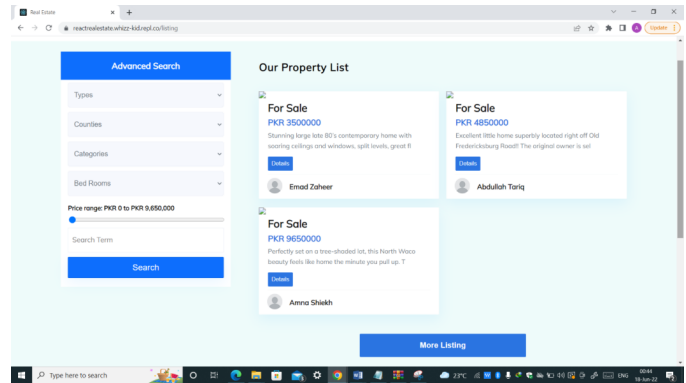 Real Estate
reactrealestate.whizz-kid.repl.co/listing
Update
Advanced Search
Types
Counties
Categories
Bed Rooms
Price range: PKR 0 to PKR 9,650,000
Search Term
Search
Our Property List
For Sale
PKR 3500000
Stunning large late 80's contemporary home with
soaring ceilings and windows, split levels, great fl
Details
Emad Zaheer
For Sale
PKR 4850000
Excellent little home superbly located right off Old
Fredericksburg Road!! The original owner is sel
Details
Abdullah Tariq
For Sale
PKR 9650000
Perfectly set on a tree-shaded lot, this North Waco
beauty feels like home the minute you pull up. T
Details
Amna Shiekh
More Listing
Type here to search
23°C
ENG
00:44
18-Jun-22